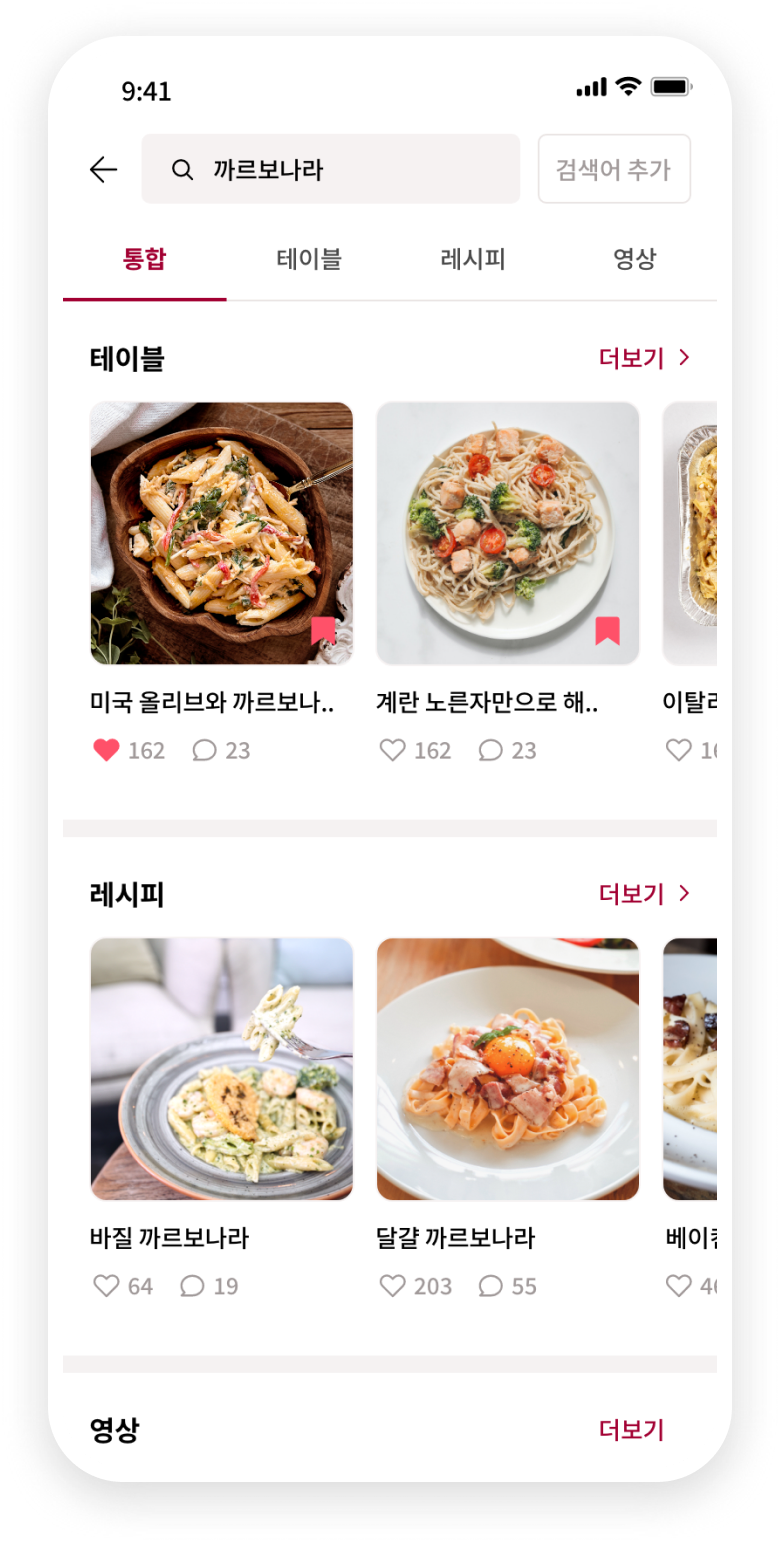 9:41
까르보나라
검색어 추가
통합 테이블 레시피 영상
테이블 더보기
미국 올리브와 까르보나.. 계란 노른자만으로 해..
162 23 162 23
레시피 더보기
바질 까르보나라 달걀 까르보나라
64 19 203 55
영상 더보기